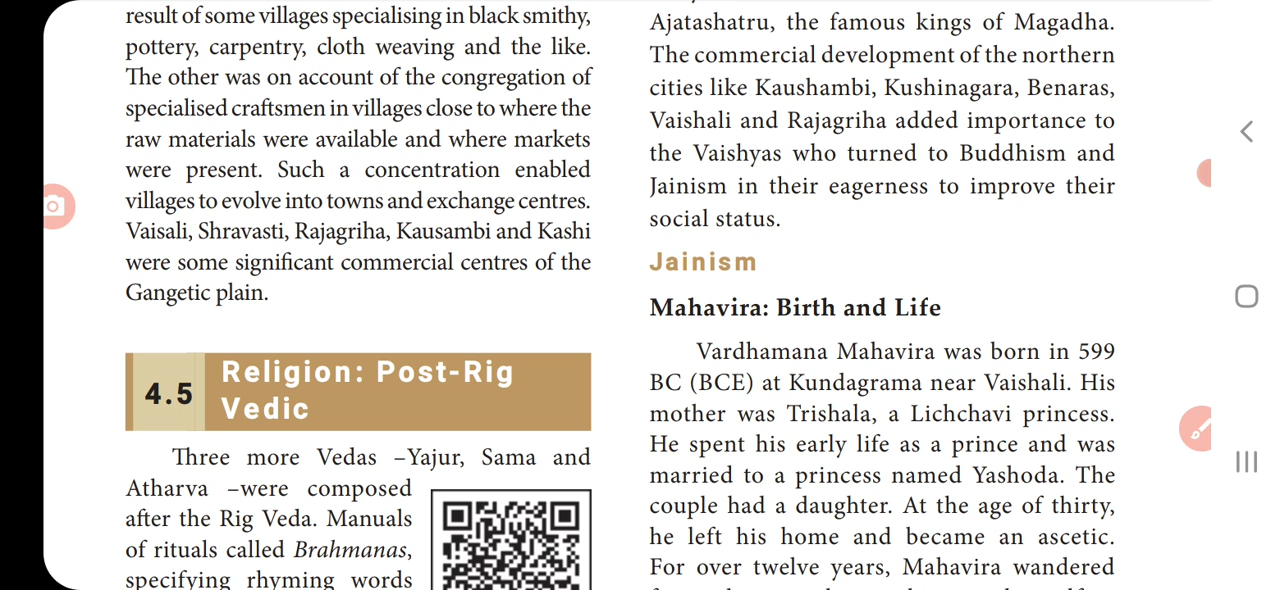 result of some villages specialising in black smithy,
pottery, carpentry, cloth weaving and the like.
The other was on account of the congregation of
specialised craftsmen in villages close to where the
raw materials were available and where markets
were present. Such a concentration enabled
villages to evolve into towns and exchange centres.
Vaisali, Shravasti, Rajagriha, Kausambi and Kashi
were some significant commercial centres of the
Gangetic plain.
4.5
Religion: Post-Rig
Vedic
Three more Vedas –Yajur, Sama and
Atharva –were composed
after the Rig Veda. Manuals
of rituals called Brahmanas,
specifying rhyming words
Ajatashatru, the famous kings of Magadha.
The commercial development of the northern
cities like Kaushambi, Kushinagara, Benaras,
Vaishali and Rajagriha added importance to
the Vaishyas who turned to Buddhism and
Jainism in their eagerness to improve their
social status.
Jainism
Mahavira: Birth and Life
Vardhamana Mahavira was born in 599
BC (BCE) at Kundagrama near Vaishali. His
mother was Trishala, a Lichchavi princess.
He spent his early life as a prince and was
married to a princess named Yashoda. The
couple had a daughter. At the age of thirty,
he left his home and became an ascetic.
For over twelve years, Mahavira wandered